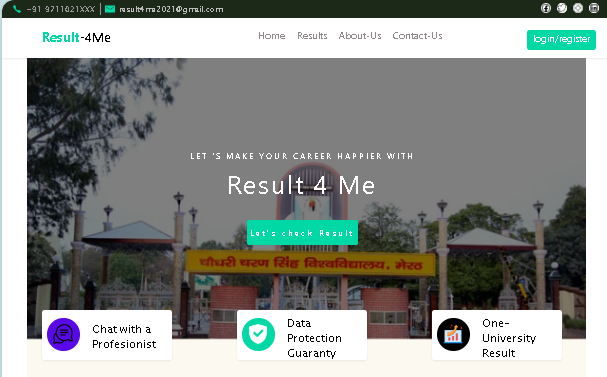 +91 9711021XXX
result4me2021@gmail.com
Result-4Me
Home Results About-Us Contact-Us
login/register
LET 'S MAKE YOUR CAREER HAPPIER WITH
Result 4 Me
Let's check Result
चौधरी चरण सिंह विश्वविद्यालय, मेरठ
Chat with a
Profesionist
Data
Protection
Guaranty
One-
University
Result